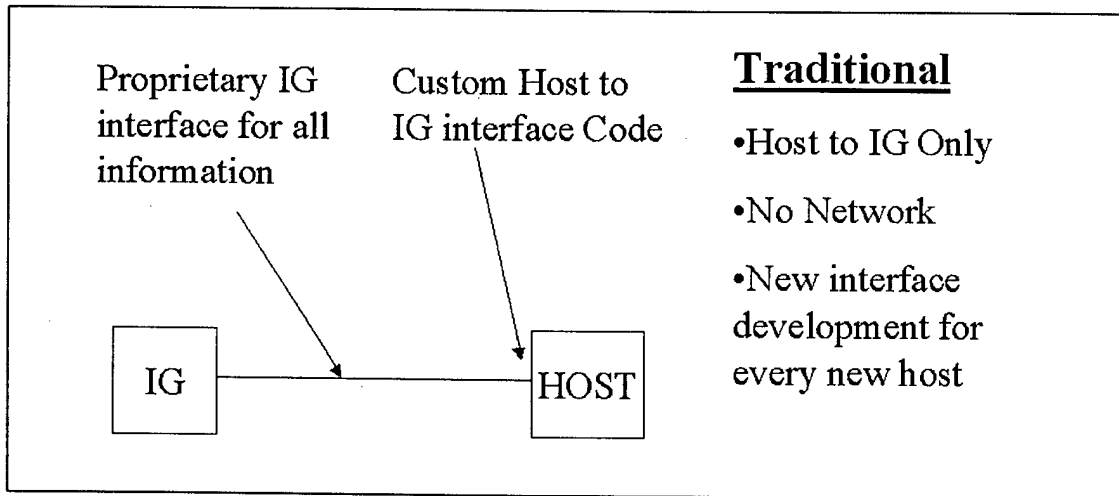 Proprietary IG
interface for all
information
Custom Host to
IG interface Code
IG
HOST
Traditional
•Host to IG Only
•No Network
•New interface
development for
every new host